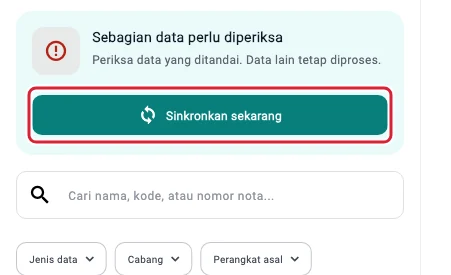 Sebagian data perlu diperiksa
Periksa data yang ditandai. Data lain tetap diproses.
Sinkronkan sekarang
Cari nama, kode, atau nomor nota...
Jenis data
Cabang
Perangkat asal